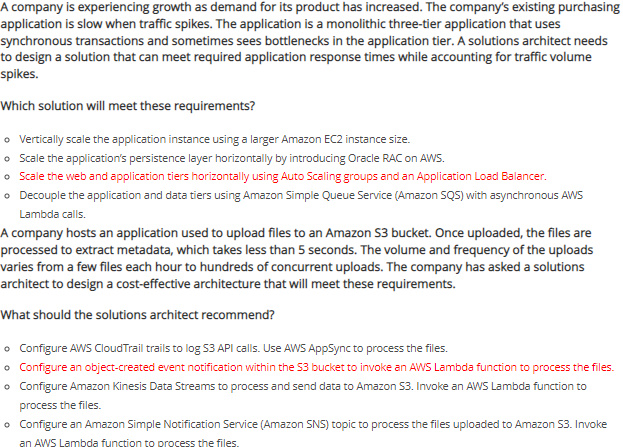 A company is experiencing growth as demand for its product has increased. The company's existing purchasing
application is slow when traffic spikes. The application is a monolithic three-tier application that uses
synchronous transactions and sometimes sees bottlenecks in the application tier. A solutions architect needs
to design a solution that can meet required application response times while accounting for traffic volume
spikes.
Which solution will meet these requirements?
Vertically scale the application instance using a larger Amazon EC2 instance size.
Scale the application's persistence layer horizontally by introducing Oracle RAC on AWS.
Scale the web and application tiers horizontally using Auto Scaling groups and an Application Load Balancer.
Decouple the application and data tiers using Amazon Simple Queue Service (Amazon SQS) with asynchronous AWS
Lambda calls.
A company hosts an application used to upload files to an Amazon S3 bucket. Once uploaded, the files are
processed to extract metadata, which takes less than 5 seconds. The volume and frequency of the uploads
varies from a few files each hour to hundreds of concurrent uploads. The company has asked a solutions
architect to design a cost-effective architecture that will meet these requirements.
What should the solutions architect recommend?
Configure AWS CloudTrail trails to log S3 API calls. Use AWS AppSync to process the files.
Configure an object-created event notification within the S3 bucket to invoke an AWS Lambda function to process the files.
Configure Amazon Kinesis Data Streams to process and send data to Amazon S3. Invoke an AWS Lambda function to
process the files.
Configure an Amazon Simple Notification Service (Amazon SNS) topic to process the files uploaded to Amazon S3. Invoke
an AWS Lambda function to process the files.